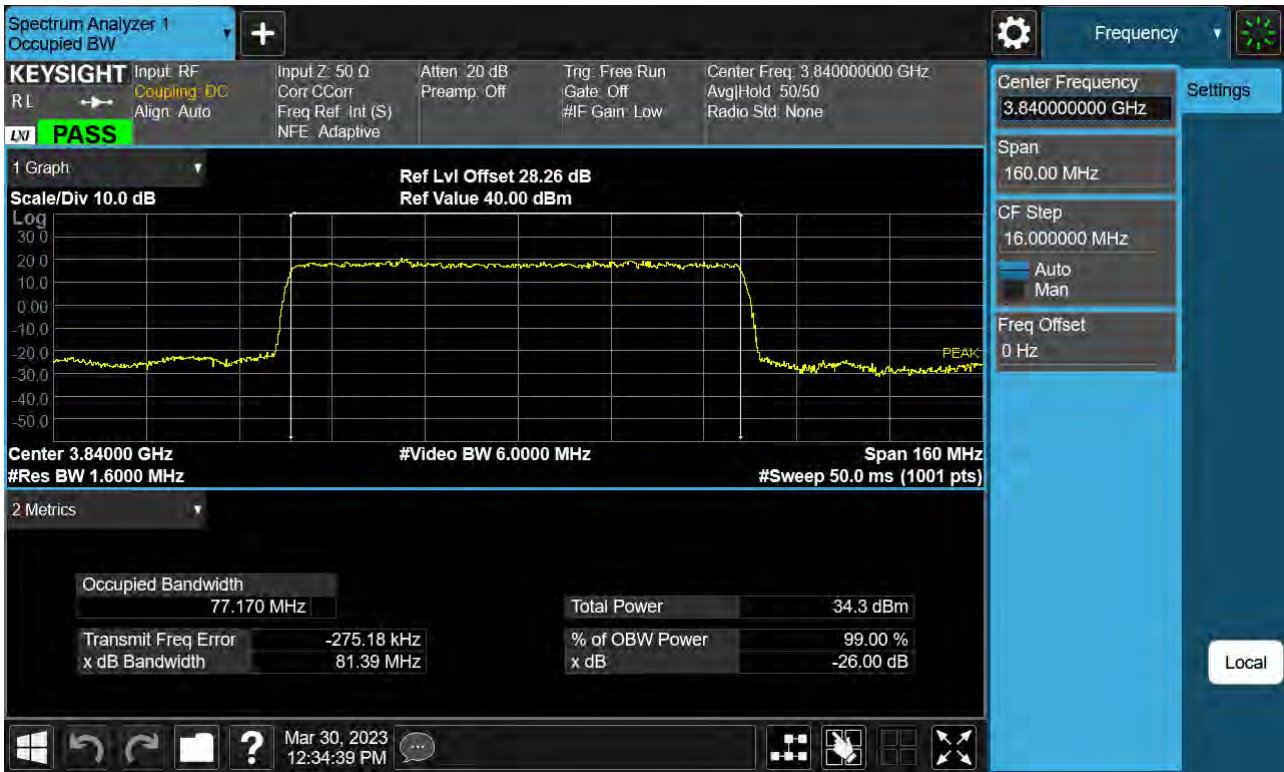 Spectrum Analyzer 1
Occupied BW
+
Frequency
KEYSIGHT
R L
LXI PASS
Input: RF
Coupling: DC
Align: Auto
Input Z: 50 Ω
Corr CCorr
Freq Ref: Int (S)
NFE: Adaptive
Atten: 20 dB
Preamp: Off
Trig: Free Run
Gate: Off
#IF Gain: Low
Center Freq: 3.840000000 GHz
Avg|Hold: 50/50
Radio Std: None
Center Frequency
3.840000000 GHz
Settings
Span
160.00 MHz
CF Step
16.000000 MHz
Auto
Man
Freq Offset
0 Hz
1 Graph
Ref Lvl Offset 28.26 dB
Scale/Div 10.0 dB
Ref Value 40.00 dBm
Log
30.0
20.0
10.0
0.00
-10.0
-20.0
-30.0
-40.0
-50.0
PEAK
Center 3.84000 GHz
#Video BW 6.0000 MHz
Span 160 MHz
#Res BW 1.6000 MHz
#Sweep 50.0 ms (1001 pts)
2 Metrics
Occupied Bandwidth
77.170 MHz
Total Power 34.3 dBm
Transmit Freq Error -275.18 kHz
% of OBW Power 99.00 %
x dB Bandwidth 81.39 MHz
x dB -26.00 dB
Local
?
Mar 30, 2023
12:34:39 PM